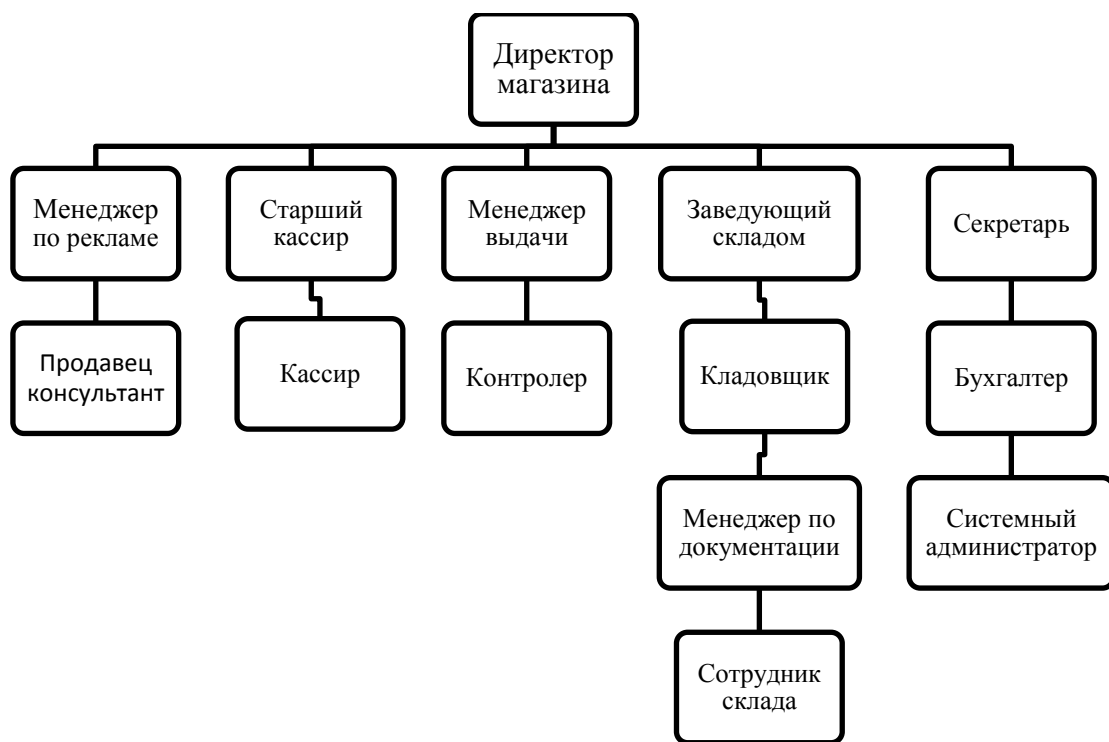 Директор
магазина
Менеджер
по рекламе
Старший
кассир
Менеджер
выдачи
Заведующий
складом
Секретарь
Продавец
консультант
Кассир
Контролер
Кладовщик
Бухгалтер
Менеджер по
документации
Системный
администратор
Сотрудник
склада